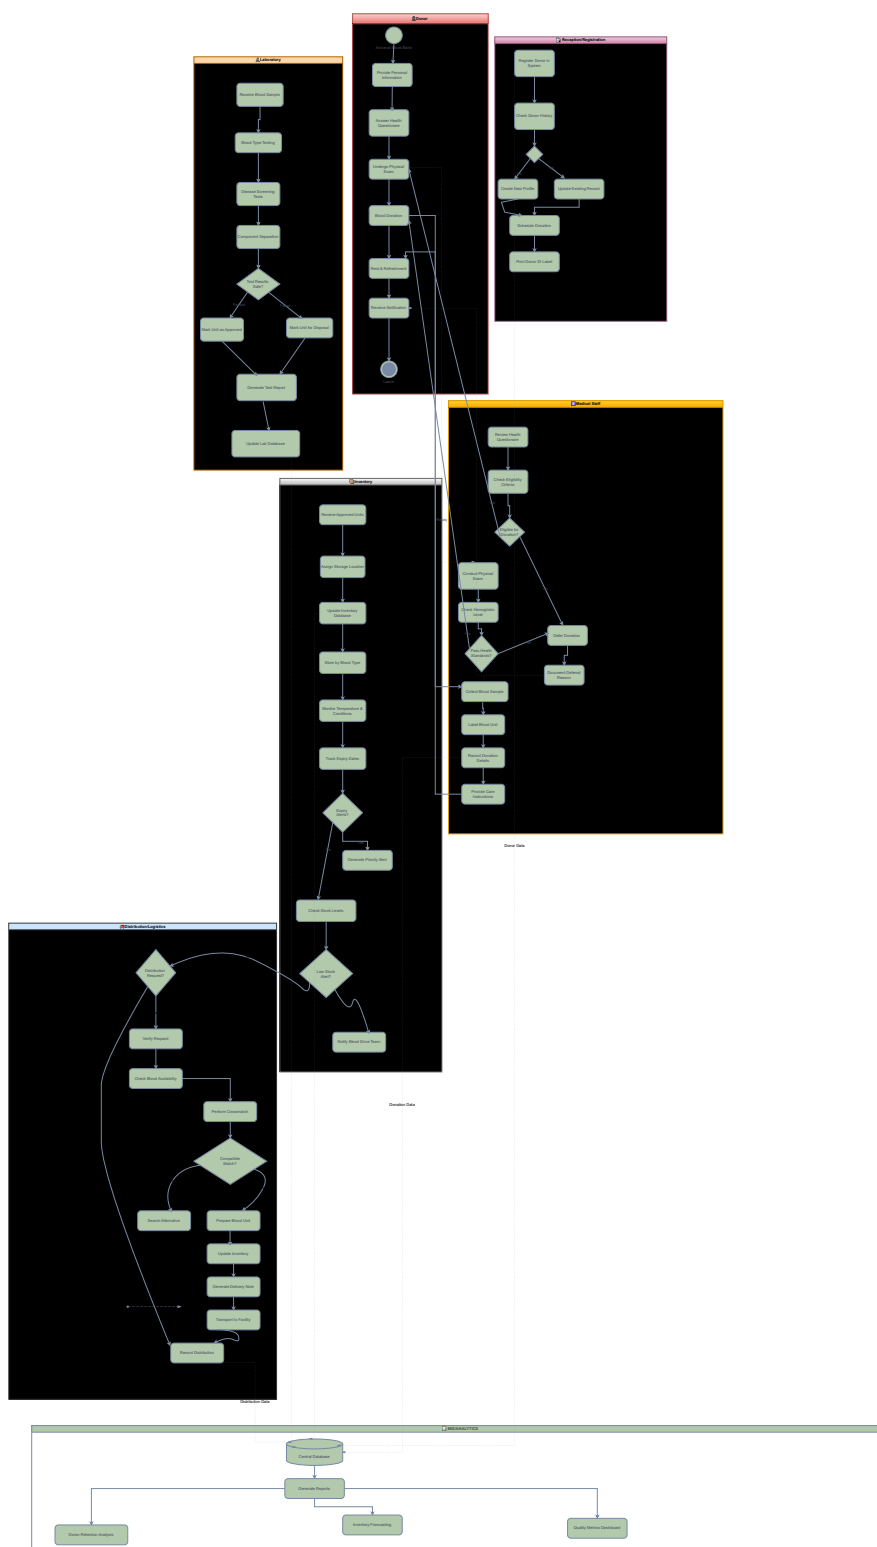 Donor
Provide Personal
Information
Answer Health
Questionnaire
Undergo Physical
Exam
Blood Donation
Rest & Refreshment
Receive Notification
Reception/Registration
Register Donor in
System
Check Donor History
Create New Profile
Update Existing Record
Schedule Donation
Print Donor ID Label
Laboratory
Receive Blood Sample
Blood Type Testing
Disease Screening
Tests
Component Separation
Test Results
Safe?
Mark Unit as Approved
Mark Unit for Disposal
Generate Test Report
Update Lab Database
Medical Staff
Review Health
Questionnaire
Check Eligibility
Criteria
Eligible for
Donation?
Conduct Physical
Exam
Check Hemoglobin
Level
Pass Health
Standards?
Defer Donation
Document Deferral
Reason
Collect Blood Sample
Label Blood Unit
Record Donation
Details
Provide Care
Instructions
Inventory
Receive Approved Units
Assign Storage Location
Update Inventory
Database
Store by Blood Type
Monitor Temperature &
Conditions
Track Expiry Dates
Expiry
Alerts?
Generate Priority Alert
Check Stock Levels
Low Stock
Alert?
Notify Blood Drive Team
Donor Data
Distribution/Logistics
Distribution
Request?
Verify Request
Check Blood Availability
Perform Crossmatch
Compatible
Match?
Search Alternative
Prepare Blood Unit
Update Inventory
Generate Delivery Note
Transport to Facility
Record Distribution
Donation Data
Distribution Data
Central Database
Generate Reports
Donor Retention Analysis
Inventory Forecasting
Quality Metrics Dashboard